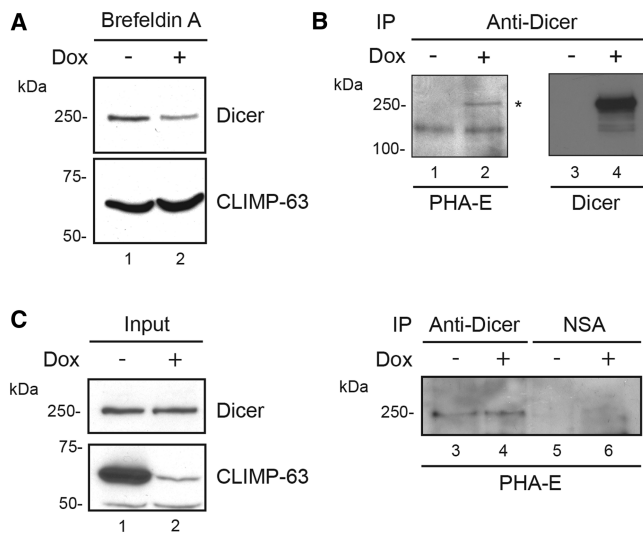 A
Brefeldin A
Dox - +
kDa
250- Dicer
75-
CLIMP-63
50-
1 2
B
IP Anti-Dicer
Dox - + - +
kDa
250- *
100-
1 2 3 4
PHA-E Dicer
C
Input
Dox - +
kDa
250- Dicer
75-
CLIMP-63
50-
1 2
IP Anti-Dicer NSA
Dox - + - +
kDa
250-
3 4 5 6
PHA-E